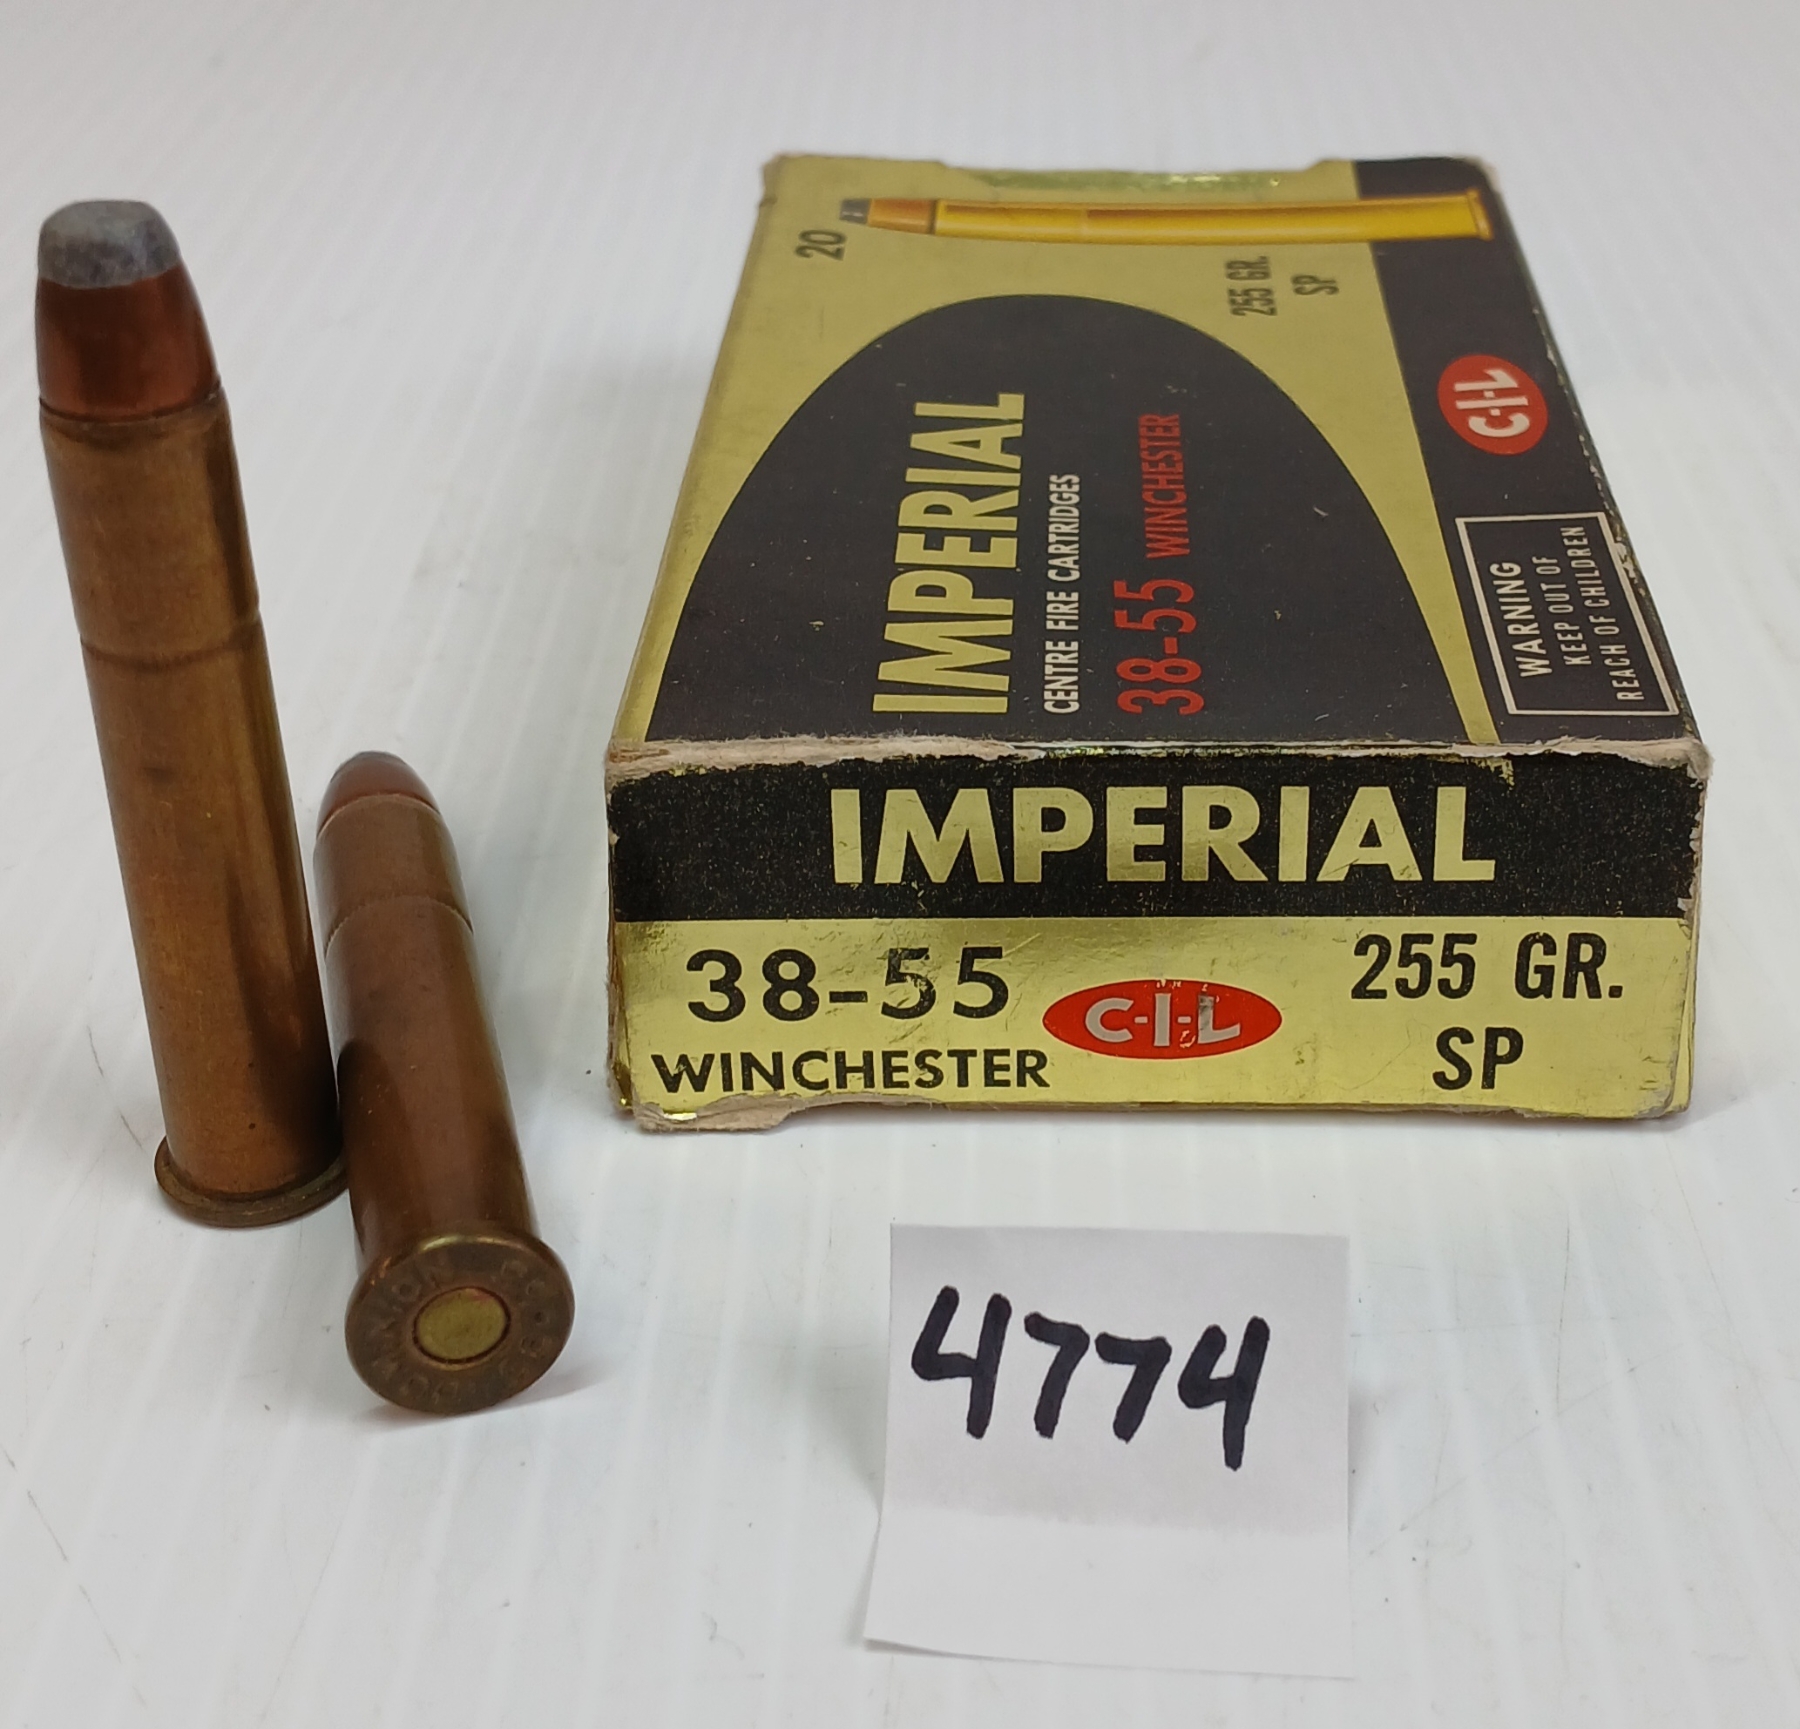 20
255 GR.
SP
IMPERIAL
CENTRE FIRE CARTRIDGES
38-55 WINCHESTER
C-I-L
WARNING
KEEP OUT OF
REACH OF CHILDREN
IMPERIAL
38-55
WINCHESTER
C-I-L
255 GR.
SP
DOMINION
4774